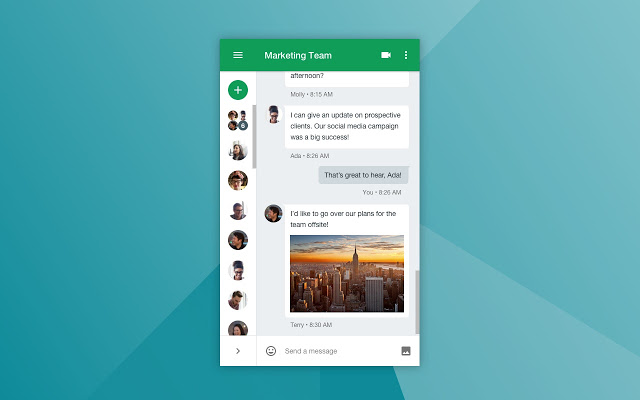 Marketing Team
afternoon?
Molly • 8:15 AM
I can give an update on prospective
clients. Our social media campaign
was a big success!
Ada • 8:26 AM
That's great to hear, Ada!
You • 8:26 AM
I'd like to go over our plans for the
team offsite!
Terry • 8:30 AM
6
Send a message